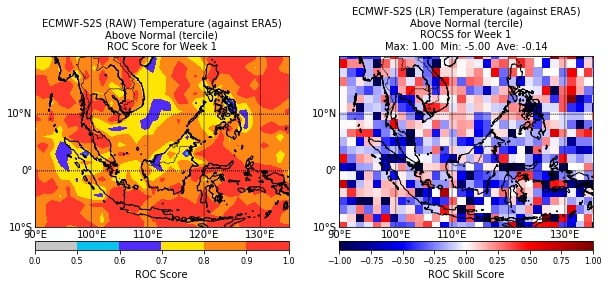 ECMWF-S2S (RAW) Temperature (against ERA5)
Above Normal (tercile)
ROC Score for Week 1
10°N
0°
10°S
90°E 100°E 110°E 120°E 130°E
0.0 0.5 0.6 0.7 0.8 0.9 1.0
ROC Score
ECMWF-S2S (LR) Temperature (against ERA5)
Above Normal (tercile)
ROCSS for Week 1
Max: 1.00 Min: -5.00 Ave: -0.14
10°N
0°
10°S
90°E 100°E 110°E 120°E 130°E
−1.00 −0.75 −0.50 −0.25 0.00 0.25 0.50 0.75 1.00
ROC Skill Score